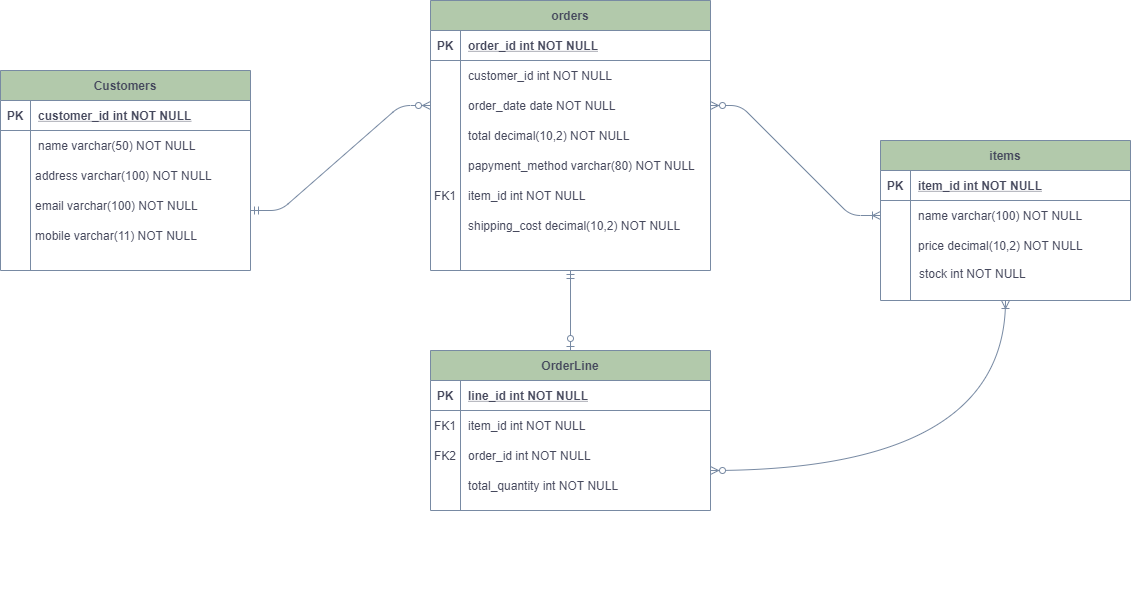 orders
PK order_id int NOT NULL
customer_id int NOT NULL
order_date date NOT NULL
total decimal(10,2) NOT NULL
papyment_method varchar(80) NOT NULL
FK1 item_id int NOT NULL
shipping_cost decimal(10,2) NOT NULL
Customers
PK customer_id int NOT NULL
name varchar(50) NOT NULL
address varchar(100) NOT NULL
email varchar(100) NOT NULL
mobile varchar(11) NOT NULL
items
PK item_id int NOT NULL
name varchar(100) NOT NULL
price decimal(10,2) NOT NULL
stock int NOT NULL
OrderLine
PK line_id int NOT NULL
FK1 item_id int NOT NULL
FK2 order_id int NOT NULL
total_quantity int NOT NULL